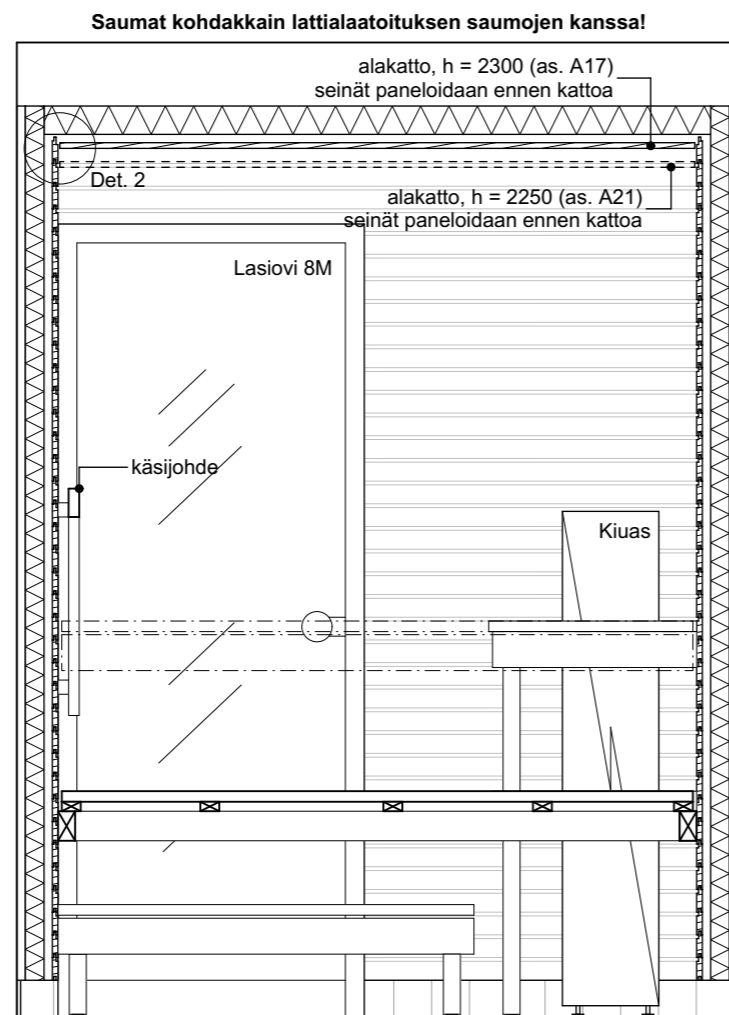 Saumat kohdakkain lattialaatoituksen saumojen kanssa!
alakatto, h = 2300 (as. A17)
seinät paneloidaan ennen kattoa
Det. 2
alakatto, h = 2250 (as. A21)
seinät paneloidaan ennen kattoa
Lasiovi 8M
käsijohde
Kiuas